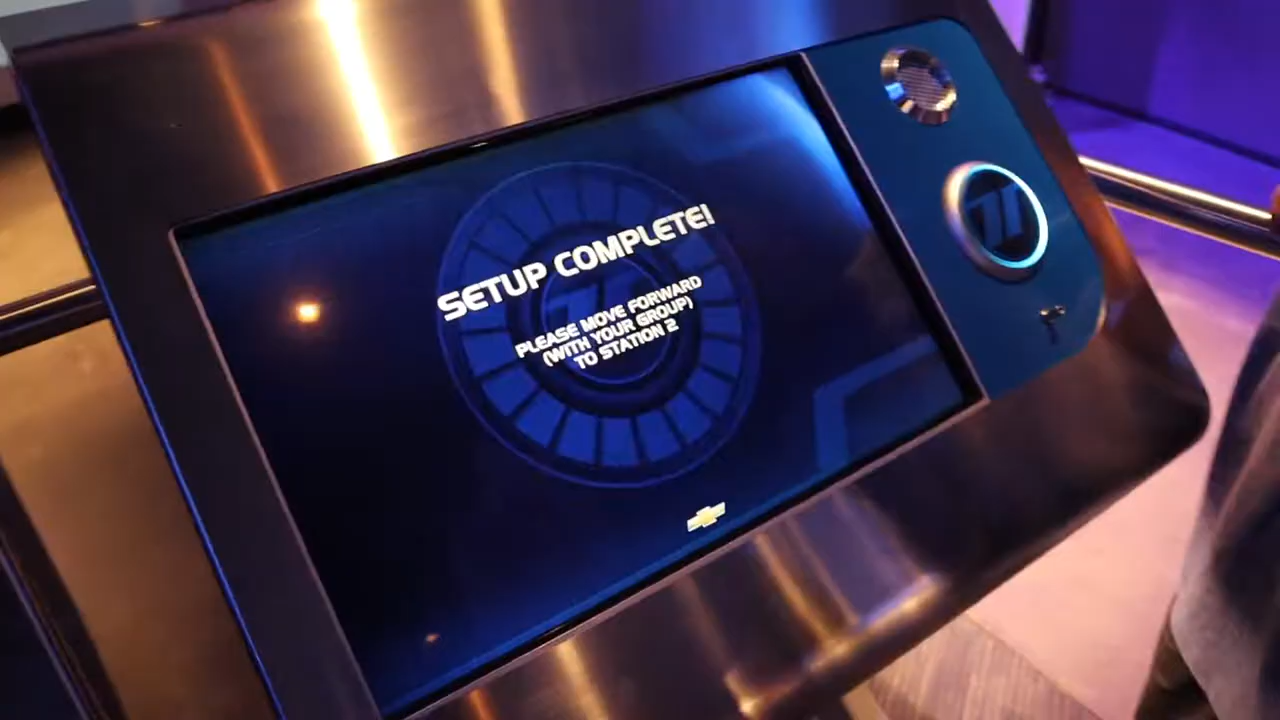 SETUP COMPLETE!
PLEASE MOVE FORWARD
(WITH YOUR GROUP)
TO STATION 2